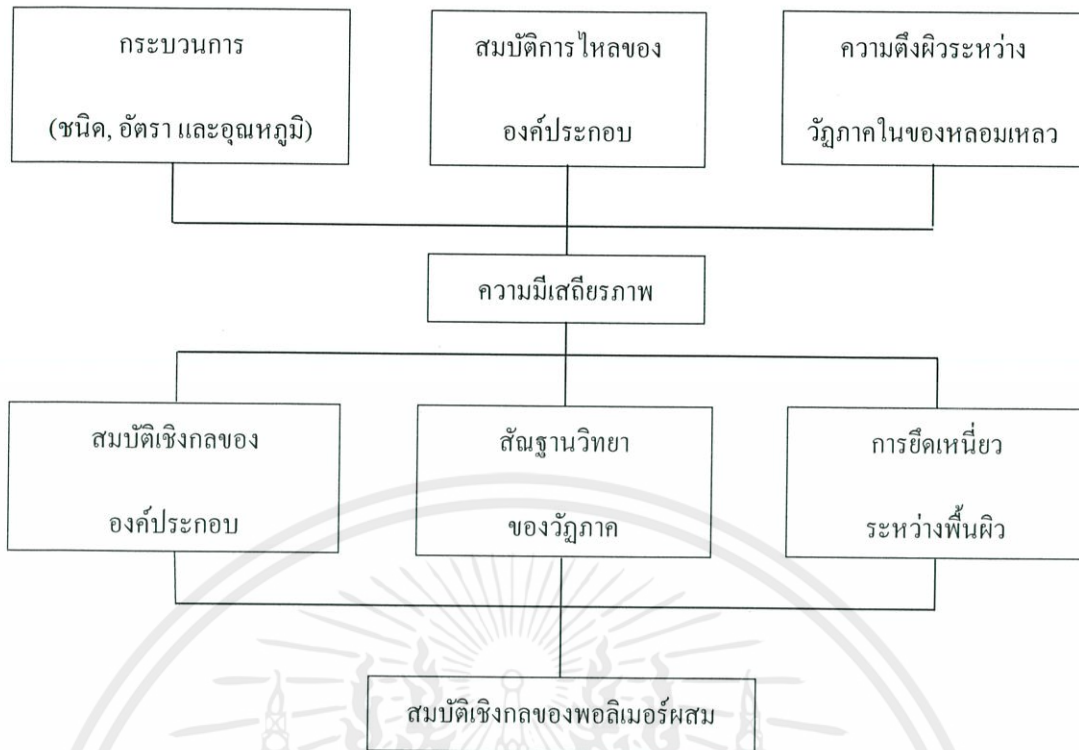 กระบวนการ
(ชนิด, อัตรา และอุณหภูมิ)
สมบัติการไหลของ
องค์ประกอบ
ความตึงผิวระหว่าง
วัฏภาคในของหลอมเหลว
ความมีเสถียรภาพ
สมบัติเชิงกลของ
องค์ประกอบ
สัณฐานวิทยา
ของวัฏภาค
การยึดเหนี่ยว
ระหว่างพื้นผิว
สมบัติเชิงกลของพอลิเมอร์ผสม